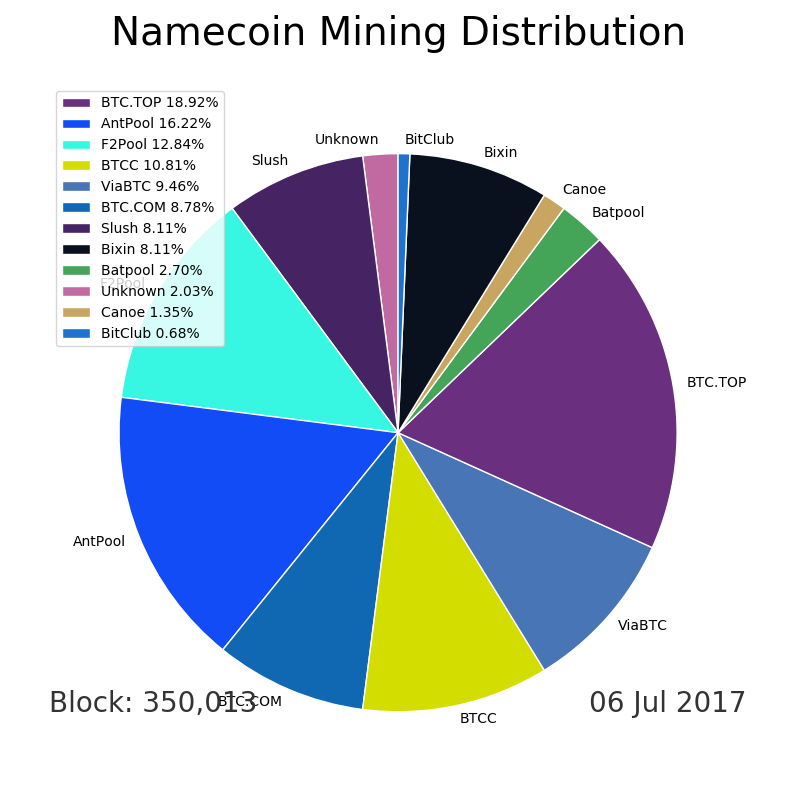 Namecoin Mining Distribution
BTC.TOP 18.92%
AntPool 16.22%
F2Pool 12.84%
BTCC 10.81%
ViaBTC 9.46%
BTC.COM 8.78%
Slush 8.11%
Bixin 8.11%
Batpool 2.70%
Unknown 2.03%
Canoe 1.35%
BitClub 0.68%
Unknown
BitClub
Slush
Bixin
Canoe
Batpool
F2Pool
BTC.TOP
AntPool
ViaBTC
BTC.COM
BTCC
Block: 350,013
06 Jul 2017